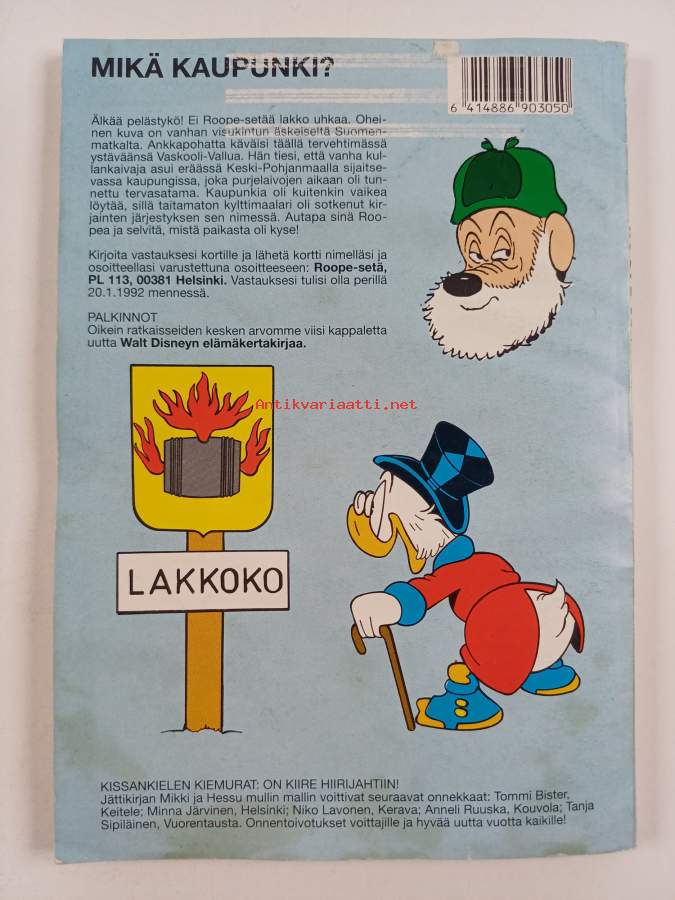 MIKÄ KAUPUNKI?
6 414886 903050
Älkää pelästykö! Ei Roope-setää lakko uhkaa. Ohei-
nen kuva on vanhan visukintun äskeiseltä Suomen-
matkalta. Ankkapohatta käväisi täällä tervehtimässä
ystäväänsä Vaskooli-Vallua. Hän tiesi, että vanha kul-
lankaivaja asui eräässä Keski-Pohjanmaalla sijaitse-
vassa kaupungissa, joka purjelaivojen aikaan oli tun-
nettu tervasatama. Kaupunkia oli kuitenkin vaikea
löytää, sillä taitamaton kylttimaalari oli sotkenut kir-
jainten järjestyksen sen nimessä. Autapa sinä Roo-
pea ja selvitä, mistä paikasta oli kyse!
Kirjoita vastauksesi kortille ja lähetä kortti nimelläsi ja
osoitteellasi varustettuna osoitteeseen: Roope-setä,
PL 113, 00381 Helsinki. Vastauksesi tulisi olla perillä
20.1.1992 mennessä.
PALKINNOT
Oikein ratkaisseiden kesken arvomme viisi kappaletta
uutta Walt Disneyn elämäkertakirjaa.
Antikvariaatti.net
LAKKOKO
KISSANKIELEN KIEMURAT: ON KIIRE HIIRIJAHTIIN!
Jättikirjan Mikki ja Hessu mullin mallin voittivat seuraavat onnekkaat: Tommi Bister,
Keitele; Minna Järvinen, Helsinki; Niko Lavonen, Kerava; Anneli Ruuska, Kouvola; Tanja
Sipiläinen, Vuorentausta. Onnentoivotukset voittajille ja hyvää uutta vuotta kaikille!